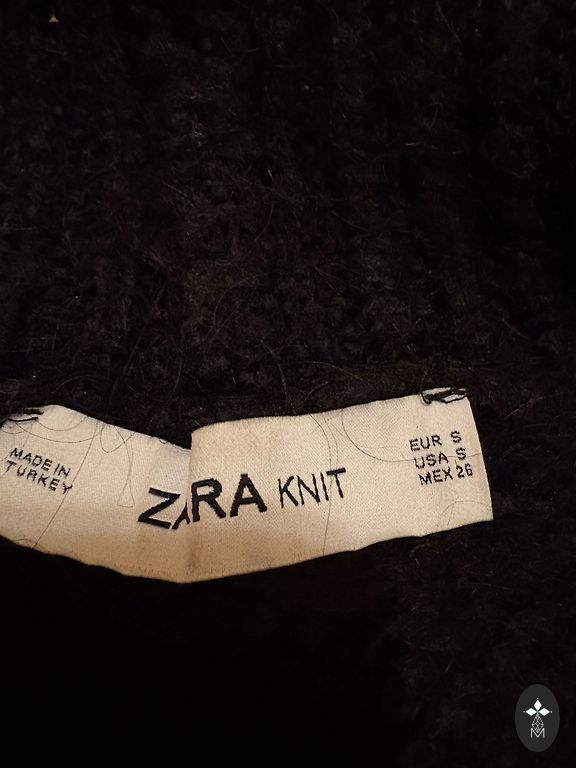 MADE IN
TURKEY
ZARA KNIT
EUR S
USA S
MEX 26
M